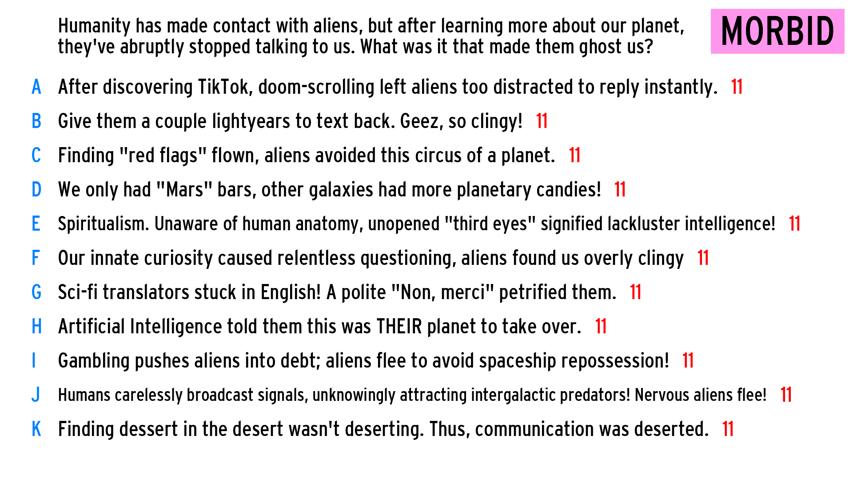 Humanity has made contact with aliens, but after learning more about our planet,
they've abruptly stopped talking to us. What was it that made them ghost us?
MORBID
A After discovering TikTok, doom-scrolling left aliens too distracted to reply instantly. 11
B Give them a couple lightyears to text back. Geez, so clingy! 11
C Finding "red flags" flown, aliens avoided this circus of a planet. 11
D We only had "Mars" bars, other galaxies had more planetary candies! 11
E Spiritualism. Unaware of human anatomy, unopened "third eyes" signified lackluster intelligence! 11
F Our innate curiosity caused relentless questioning, aliens found us overly clingy 11
G Sci-fi translators stuck in English! A polite "Non, merci" petrified them. 11
H Artificial Intelligence told them this was THEIR planet to take over. 11
I Gambling pushes aliens into debt; aliens flee to avoid spaceship repossession! 11
J Humans carelessly broadcast signals, unknowingly attracting intergalactic predators! Nervous aliens flee! 11
K Finding dessert in the desert wasn't deserting. Thus, communication was deserted. 11